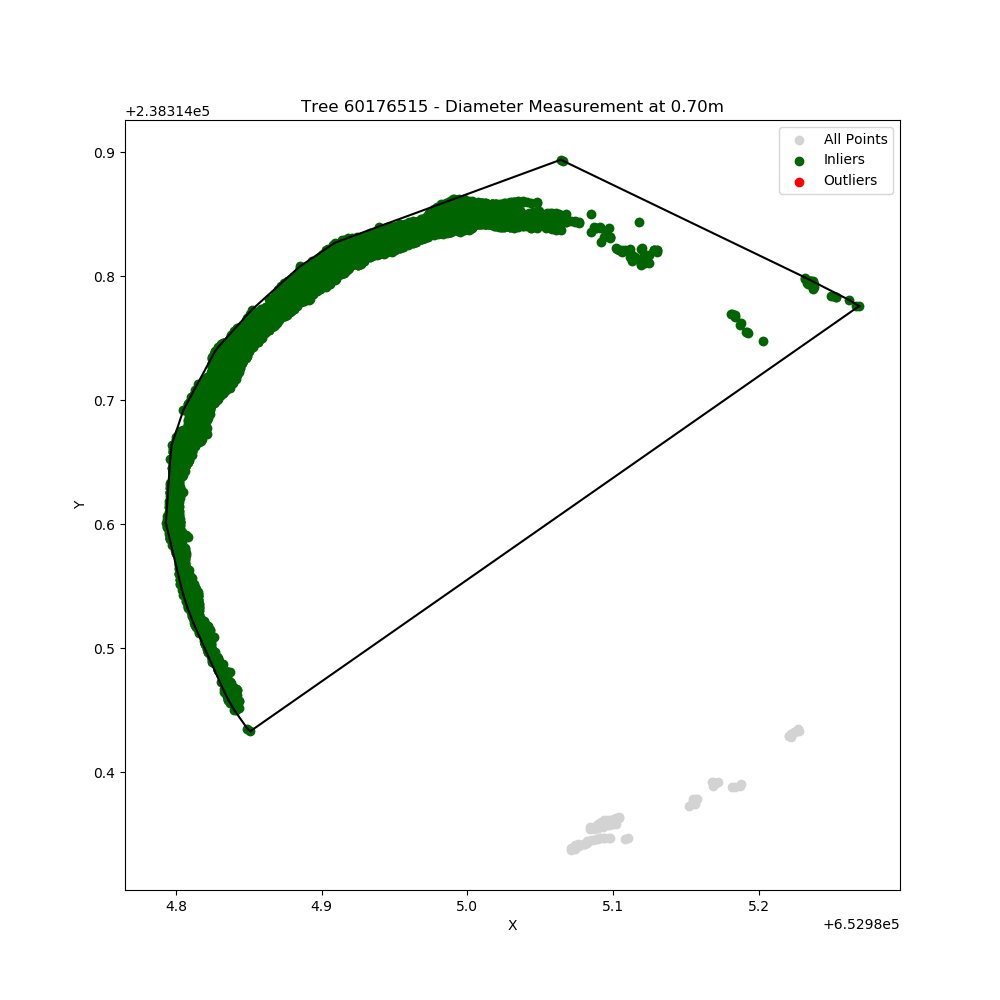 Tree 60176515 - Diameter Measurement at 0.70m
+2.38314e5
All Points
Inliers
Outliers
0.9
0.8
0.7
0.6
0.5
0.4
Y
4.8
4.9
5.0
5.1
5.2
X
+6.5298e5